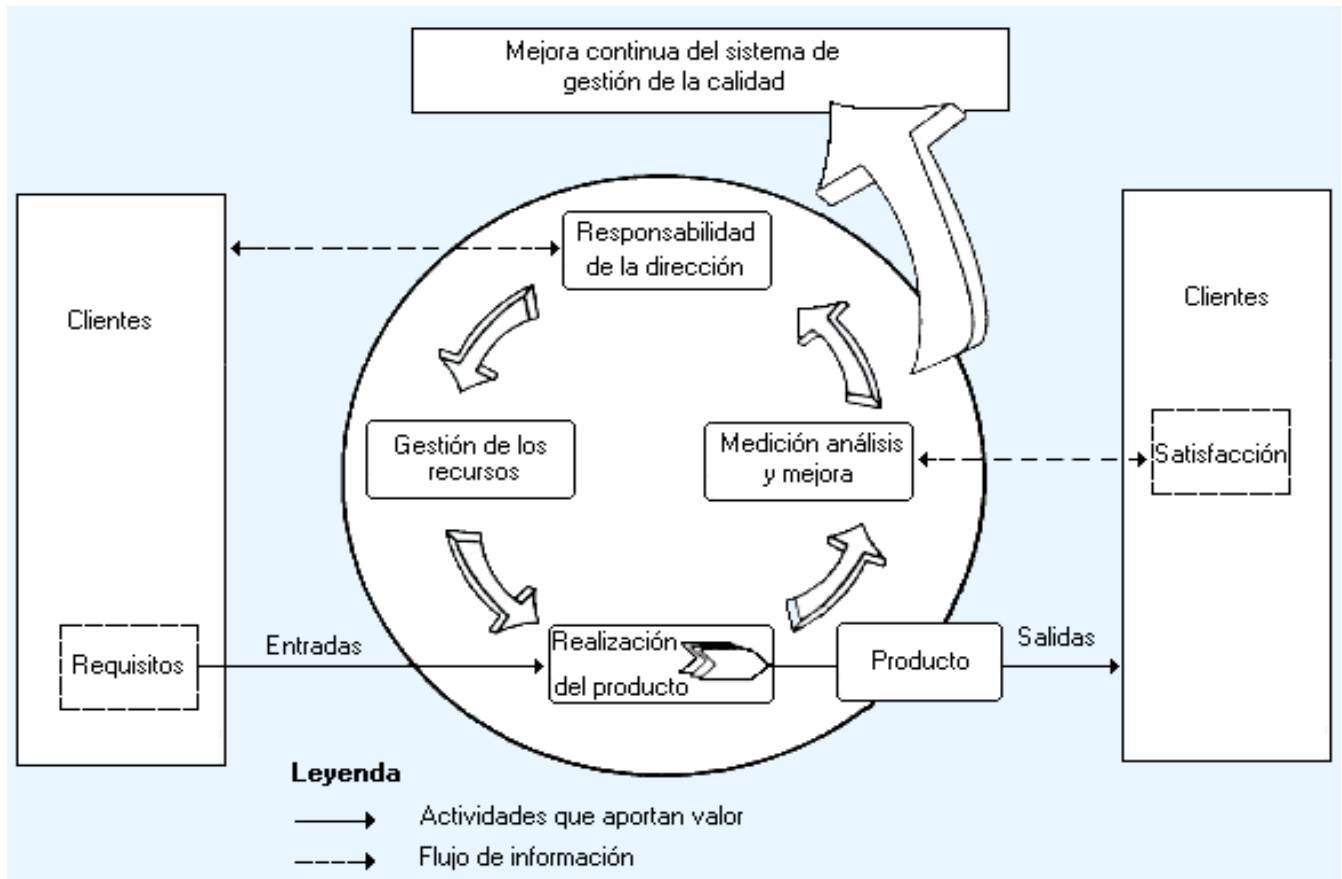 Mejora continua del sistema de
gestión de la calidad
Responsabilidad
de la dirección
Clientes
Clientes
Gestión de los
recursos
Medición análisis
y mejora
Satisfacción
Requisitos
Entradas
Realización
del producto
Producto
Salidas
Leyenda
Actividades que aportan valor
Flujo de información